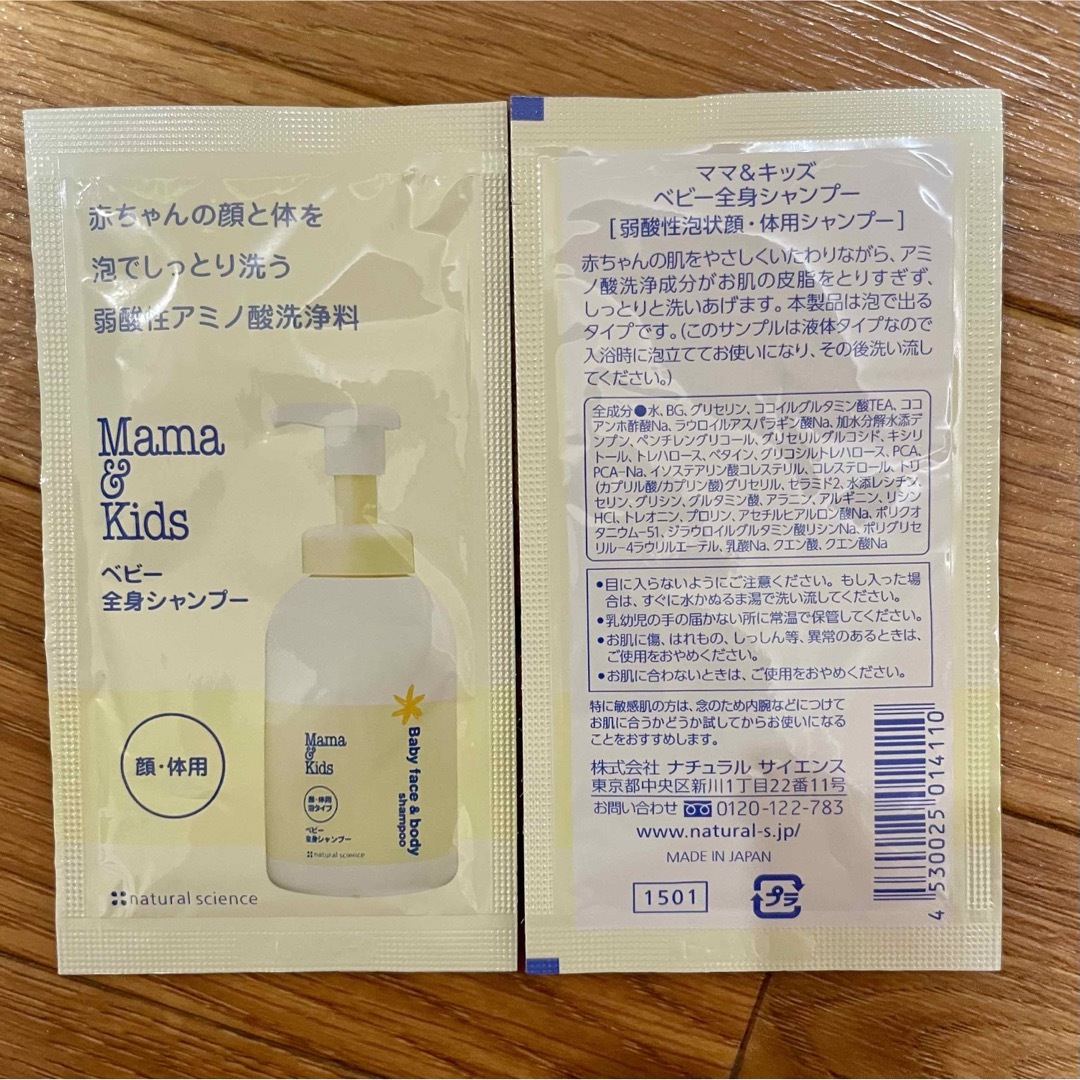 赤ちゃんの顔と体を
泡でしっとり洗う
弱酸性アミノ酸洗浄料
Mama
&
Kids
ベビー
全身シャンプー
顔・体用
Mama
&
Kids
顔・体用
泡タイプ
ベビー
全身シャンプー
natural science
Baby face & body
shampoo
natural science
ママ&キッズ
ベビー全身シャンプー
[弱酸性泡状顔・体用シャンプー]
赤ちゃんの肌をやさしくいたわりながら、アミ
ノ酸洗浄成分がお肌の皮脂をとりすぎず、
しっとりと洗いあげます。本製品は泡で出る
タイプです。(このサンプルは液体タイプなので
入浴時に泡立ててお使いになり、その後洗い流し
てください。)
全成分●水、BG、グリセリン、ココイルグルタミン酸TEA、ココ
アンホ酢酸Na、ラウロイルアスパラギン酸Na、加水分解水添デ
ンプン、ペンチレングリコール、グリセリルグルコシド、キシリ
トール、トレハロース、ベタイン、グリコシルトレハロース、PCA、
PCA-Na、イソステアリン酸コレステリル、コレステロール、トリ
(カプリル酸/カプリン酸)グリセリル、セラミド2、水添レシチン、
セリン、グリシン、グルタミン酸、アラニン、アルギニン、リシン
HCl、トレオニン、プロリン、アセチルヒアルロン酸Na、ポリクオ
タニウム-51、ジラウロイルグルタミン酸リシンNa、ポリグリセ
リル-4ラウリルエーテル、乳酸Na、クエン酸、クエン酸Na
●目に入らないようにご注意ください。もし入った場
合は、すぐに水かぬるま湯で洗い流してください。
●乳幼児の手の届かない所に常温で保管してください。
●お肌に傷、はれもの、しっしん等、異常のあるときは、
ご使用をおやめください。
●お肌に合わないときは、ご使用をおやめください。
特に敏感肌の方は、念のため内腕などにつけて
お肌に合うかどうか試してからお使いになる
ことをおすすめします。
株式会社 ナチュラル サイエンス
東京都中央区新川1丁目22番11号
お問い合わせ 0120-122-783
www.natural-s.jp/
MADE IN JAPAN
1501
プラ
4 530025 014110